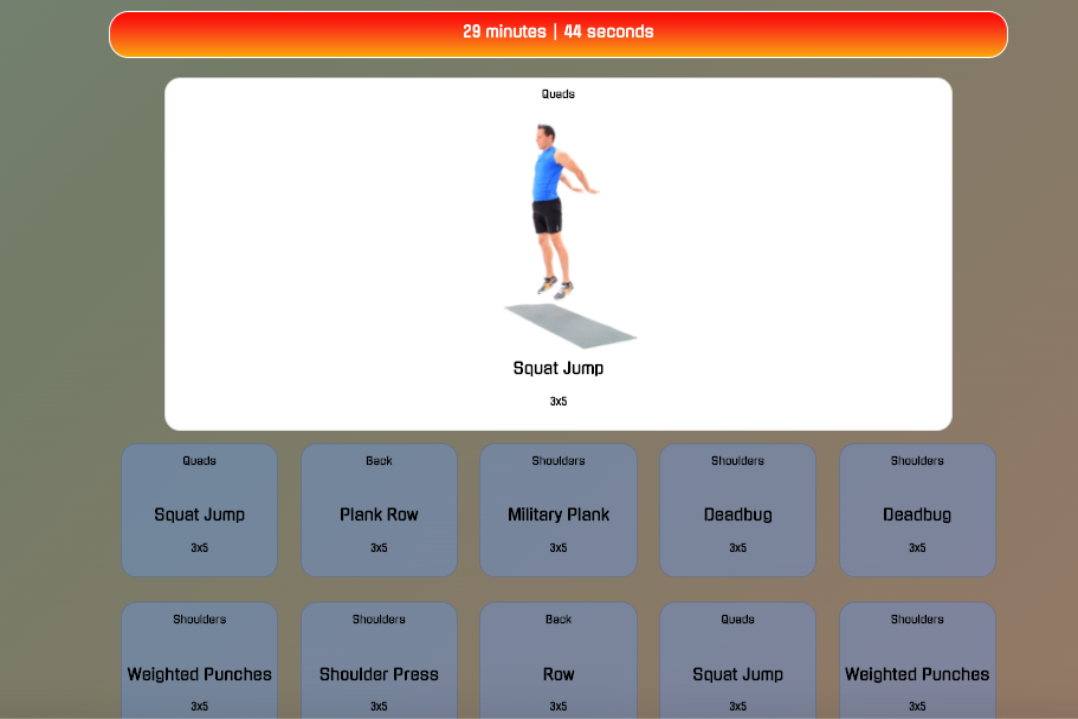 29 minutes | 44 seconds
Quads
Squat Jump
3x5
Quads
Back
Shoulders
Shoulders
Shoulders
Squat Jump
Plank Row
Military Plank
Deadbug
Deadbug
3x5
3x5
3x5
3x5
3x5
Shoulders
Shoulders
Back
Quads
Shoulders
Weighted Punches
Shoulder Press
Row
Squat Jump
Weighted Punches
3x5
3x5
3x5
3x5
3x5